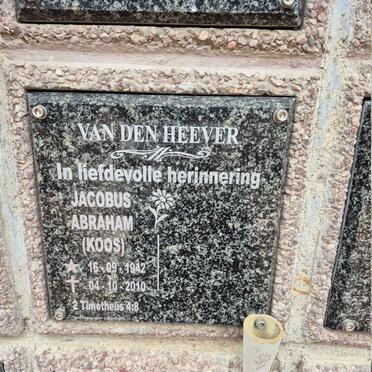 VAN DEN HEEVER
In liefdevolle herinnering
JACOBUS
ABRAHAM
(KOOS)
16 - 09 - 1942
04 - 10 - 2010
2 Timotheus 4:8